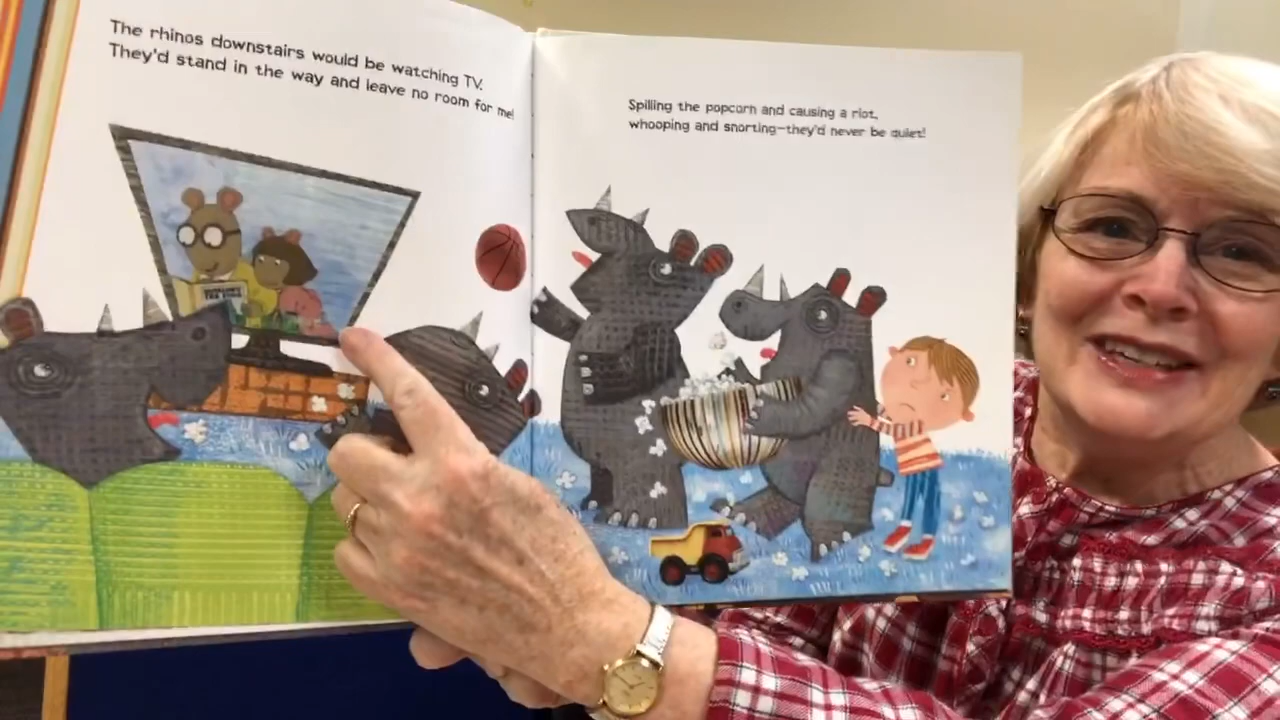 The rhinos downstairs would be watching TV.
They'd stand in the way and leave no room for me!
Spilling the popcorn and causing a riot,
whooping and snorting—they'd never be quiet!